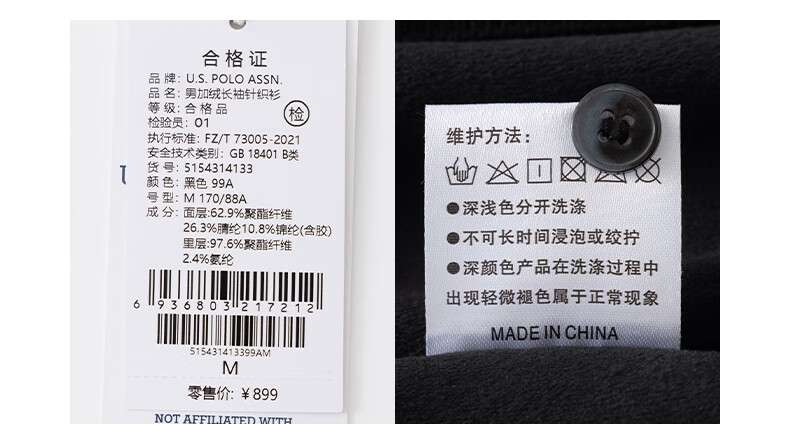 合格证
品 牌: U.S. POLO ASSN.
品 名: 男加绒长袖针织衫
等 级: 合 格 品
检
检验员: 01
执行标准: FZ/T 73005-2021
安全技术类别: GB 18401 B类
货 号: 5154314133
颜 色: 黑色 99A
号 型: M 170/88A
成 分: 面层:62.9%聚酯纤维
26.3%腈纶10.8%锦纶(含胶)
里层:97.6%聚酯纤维
2.4%氨纶
6 936803 217212
515431413399AM
M
零售价: ¥899
NOT AFFILIATED WITH
维护方法:
●深浅色分开洗涤
●不可长时间浸泡或绞拧
●深颜色产品在洗涤过程中
出现轻微褪色属于正常现象
MADE IN CHINA